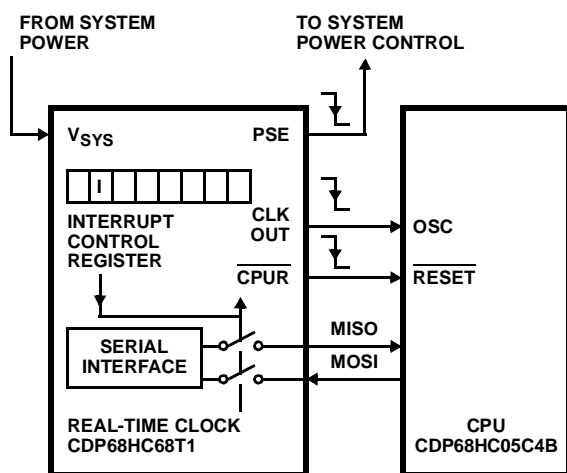 FROM SYSTEM
POWER
TO SYSTEM
POWER CONTROL
VSYS
PSE
I
INTERRUPT
CONTROL
REGISTER
CLK
OUT
OSC
CPUR
RESET
SERIAL
INTERFACE
MISO
MOSI
REAL-TIME CLOCK
CDP68HC68T1
CPU
CDP68HC05C4B